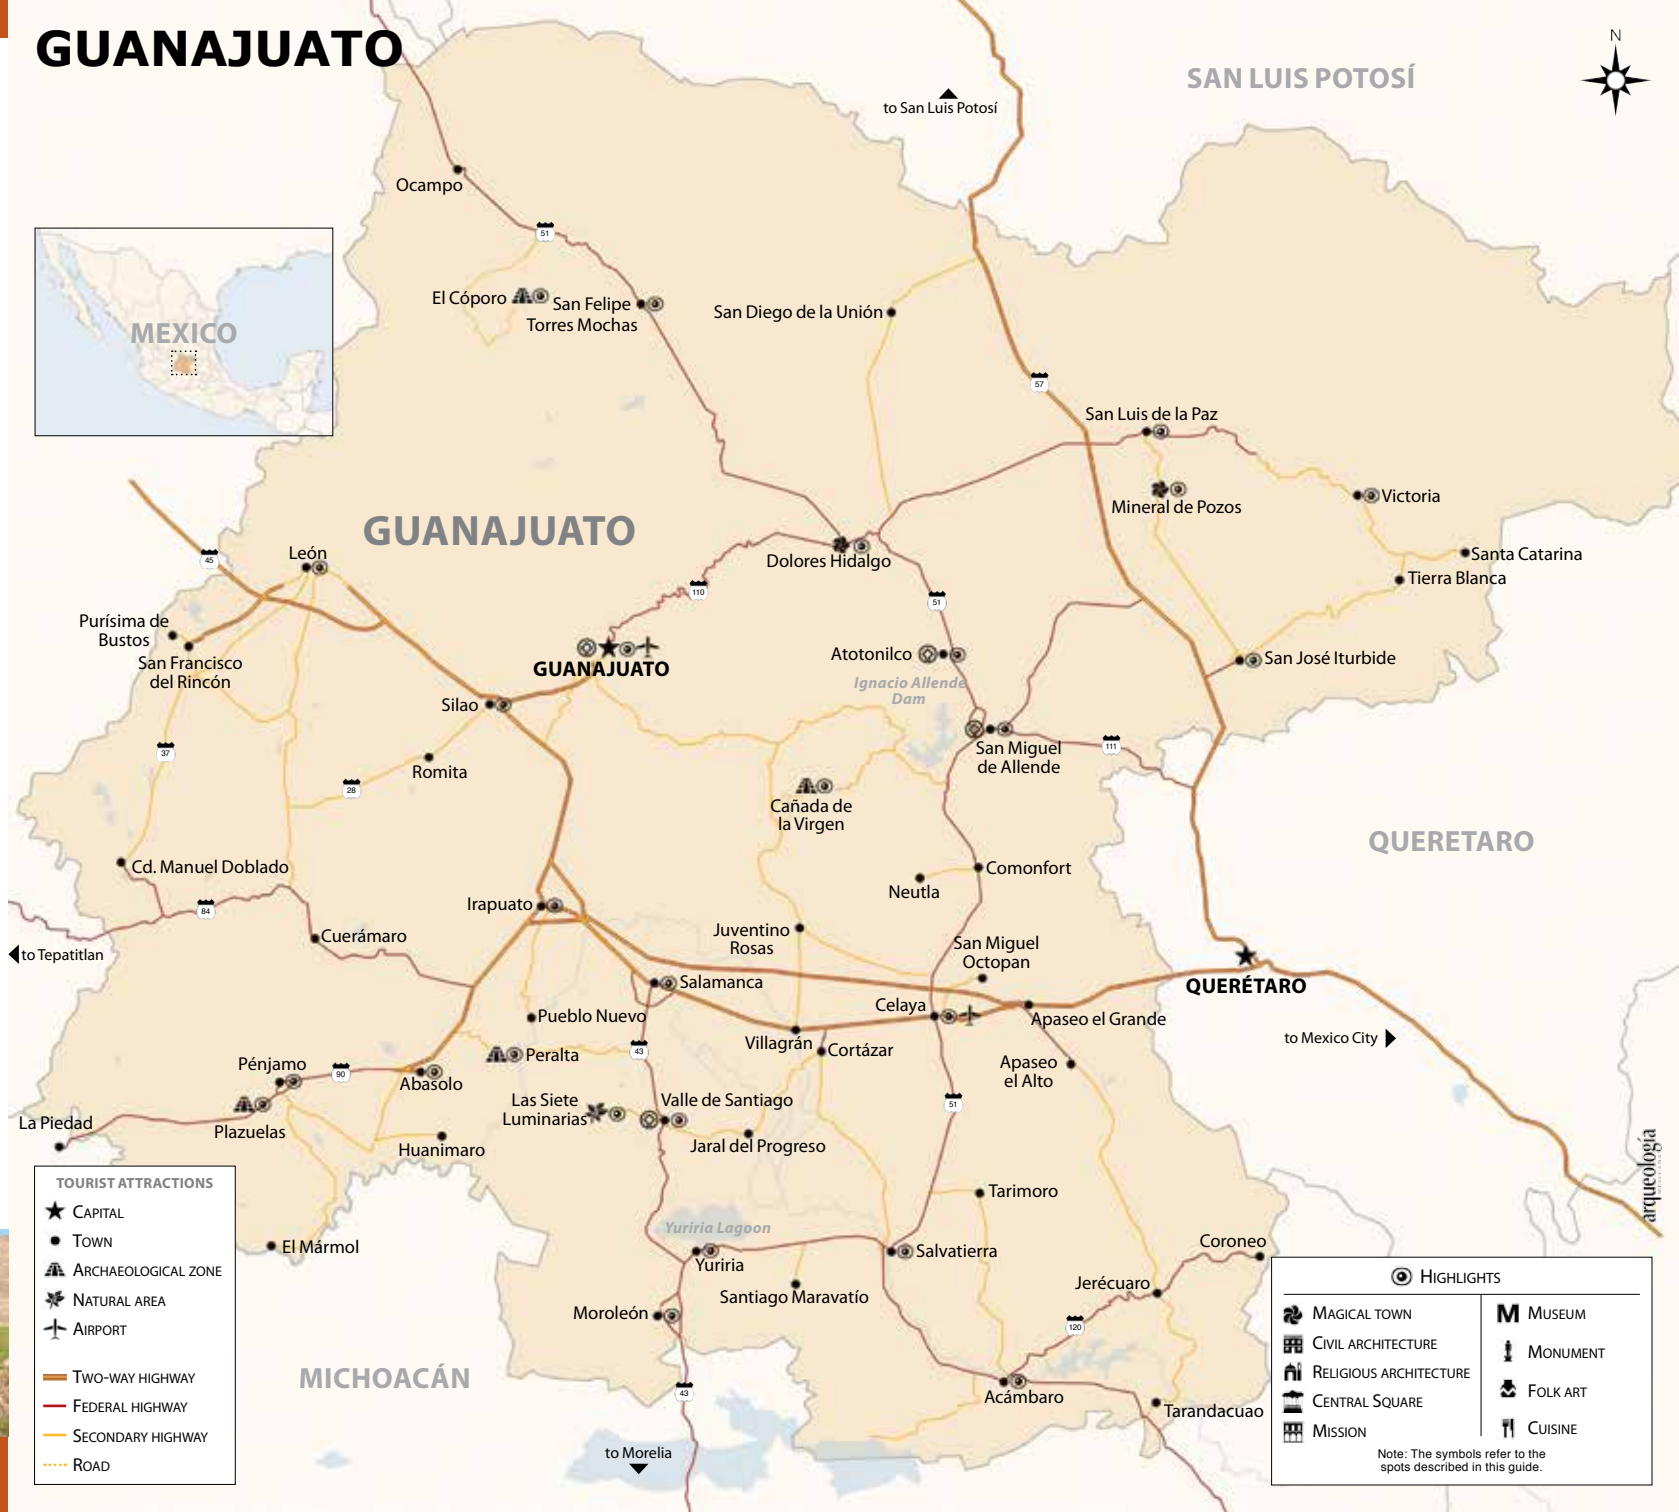 GUANAJUATO
N
SAN LUIS POTOSÍ
to San Luis Potosí
Ocampo
51
El Cóporo
San Felipe
Torres Mochas
San Diego de la Unión
MEXICO
57
San Luis de la Paz
Mineral de Pozos
Victoria
GUANAJUATO
León
45
Dolores Hidalgo
Santa Catarina
Tierra Blanca
110
51
Purísima de
Bustos
San Francisco
del Rincón
GUANAJUATO
Atotonilco
San José Iturbide
Ignacio Allende
Dam
Silao
37
Romita
28
San Miguel
de Allende
111
Cañada de
la Virgen
QUERETARO
Cd. Manuel Doblado
Comonfort
Neutla
84
Irapuato
Cuerámaro
to Tepatitlan
Juventino
Rosas
San Miguel
Octopan
Salamanca
QUERÉTARO
Celaya
Apaseo el Grande
Pueblo Nuevo
Villagrán
Cortázar
to Mexico City
Peralta
43
Apaseo
el Alto
Pénjamo
90
Abasolo
Las Siete
Luminarias
Valle de Santiago
51
La Piedad
Plazuelas
Huanimaro
Jaral del Progreso
arqueología
Tarimoro
Yuriria Lagoon
El Mármol
Yuriria
Salvatierra
Coroneo
Santiago Maravatío
Jerécuaro
Moroleón
120
MICHOACÁN
43
Acámbaro
Tarandacuao
to Morelia
TOURIST ATTRACTIONS
CAPITAL
TOWN
ARCHAEOLOGICAL ZONE
NATURAL AREA
AIRPORT
TWO-WAY HIGHWAY
FEDERAL HIGHWAY
SECONDARY HIGHWAY
ROAD
HIGHLIGHTS
MAGICAL TOWN
CIVIL ARCHITECTURE
RELIGIOUS ARCHITECTURE
CENTRAL SQUARE
MISSION
M MUSEUM
MONUMENT
FOLK ART
CUISINE
Note: The symbols refer to the
spots described in this guide.